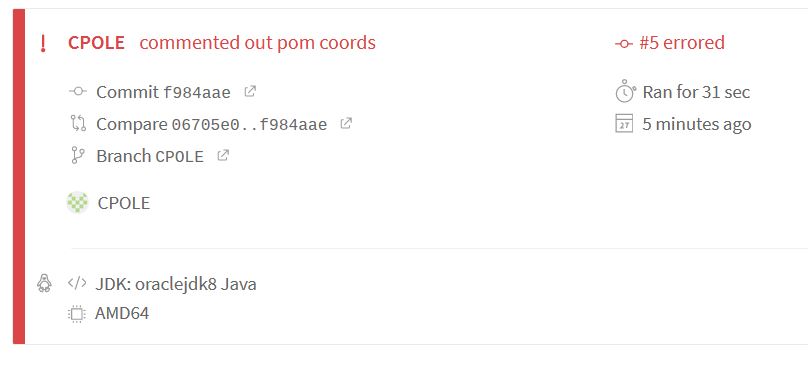 ! CPOLE commented out pom coords #5 errored
Commit f984aae Ran for 31 sec
Compare 06705e0..f984aae 5 minutes ago
Branch CPOLE
CPOLE
JDK: oraclejdk8 Java
AMD64